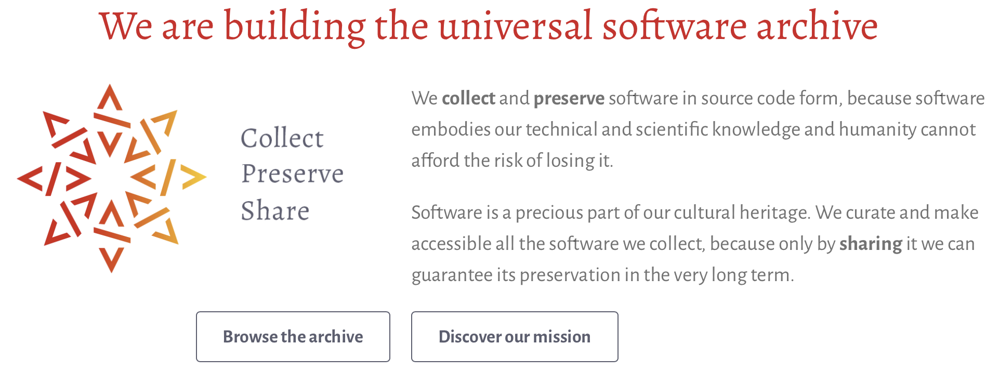 We are building the universal software archive
Collect
Preserve
Share
We collect and preserve software in source code form, because software
embodies our technical and scientific knowledge and humanity cannot
afford the risk of losing it.
Software is a precious part of our cultural heritage. We curate and make
accessible all the software we collect, because only by sharing it we can
guarantee its preservation in the very long term.
Browse the archive
Discover our mission